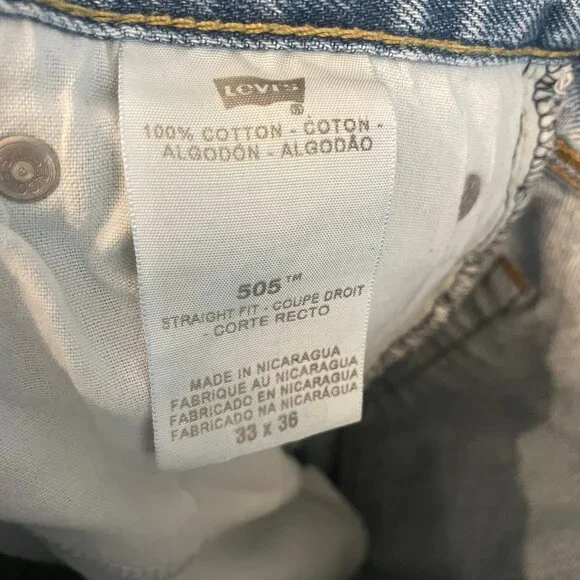 Levi's
®
100% COTTON - COTON -
ALGODÓN - ALGODÃO
505™
STRAIGHT FIT - COUPE DROIT
- CORTE RECTO
MADE IN NICARAGUA
FABRIQUE AU NICARAGUA
FABRICADO EN NICARAGUA
FABRICADO NA NICARÁGUA
33 X 36